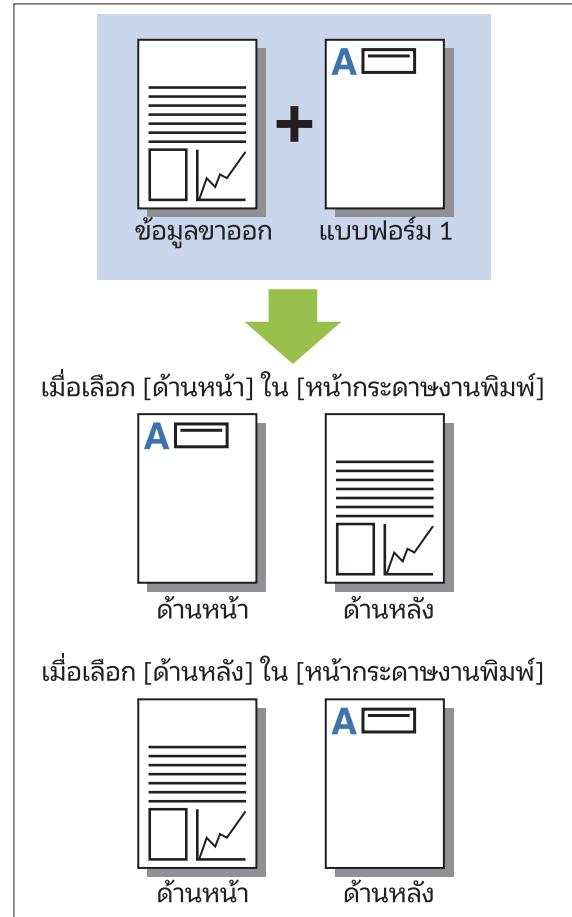 A
ข้อมูลขาออก
แบบฟอร์ม 1
เมื่อเลือก [ด้านหน้า] ใน [หน้ากระดาษงานพิมพ์]
A
ด้านหน้า
ด้านหลัง
เมื่อเลือก [ด้านหลัง] ใน [หน้ากระดาษงานพิมพ์]
A
ด้านหน้า
ด้านหลัง